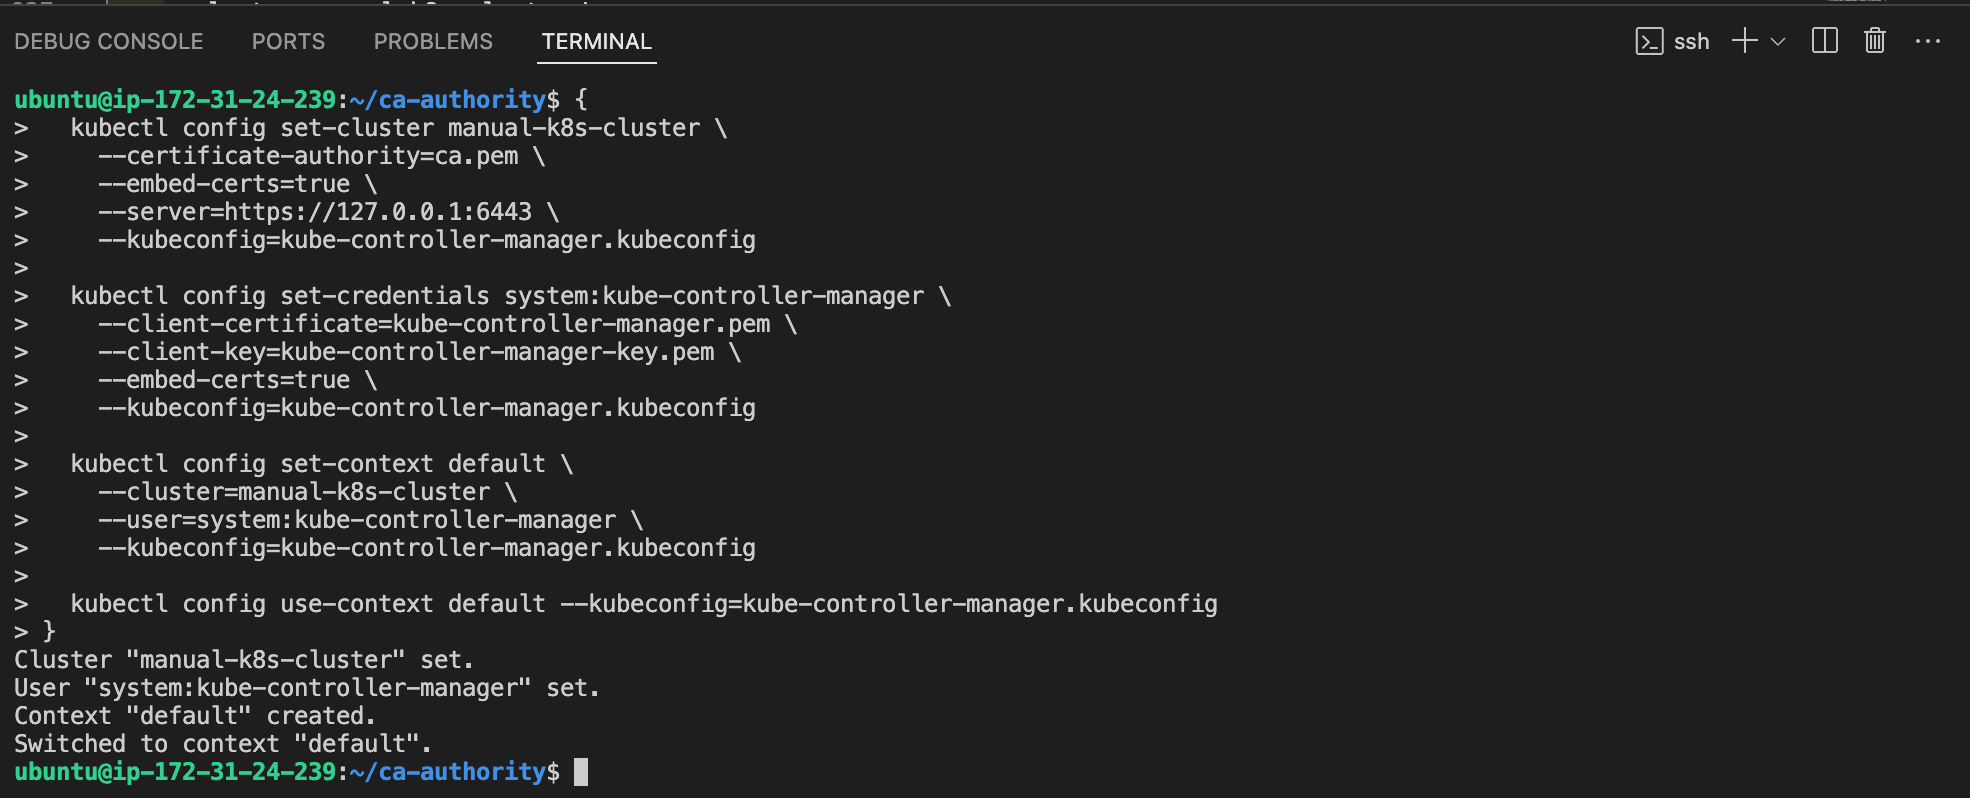 DEBUG CONSOLE PORTS PROBLEMS TERMINAL ssh
ubuntu@ip-172-31-24-239:~/ca-authority$ {
>   kubectl config set-cluster manual-k8s-cluster \
>     --certificate-authority=ca.pem \
>     --embed-certs=true \
>     --server=https://127.0.0.1:6443 \
>     --kubeconfig=kube-controller-manager.kubeconfig
>
>   kubectl config set-credentials system:kube-controller-manager \
>     --client-certificate=kube-controller-manager.pem \
>     --client-key=kube-controller-manager-key.pem \
>     --embed-certs=true \
>     --kubeconfig=kube-controller-manager.kubeconfig
>
>   kubectl config set-context default \
>     --cluster=manual-k8s-cluster \
>     --user=system:kube-controller-manager \
>     --kubeconfig=kube-controller-manager.kubeconfig
>
>   kubectl config use-context default --kubeconfig=kube-controller-manager.kubeconfig
> }
Cluster "manual-k8s-cluster" set.
User "system:kube-controller-manager" set.
Context "default" created.
Switched to context "default".
ubuntu@ip-172-31-24-239:~/ca-authority$